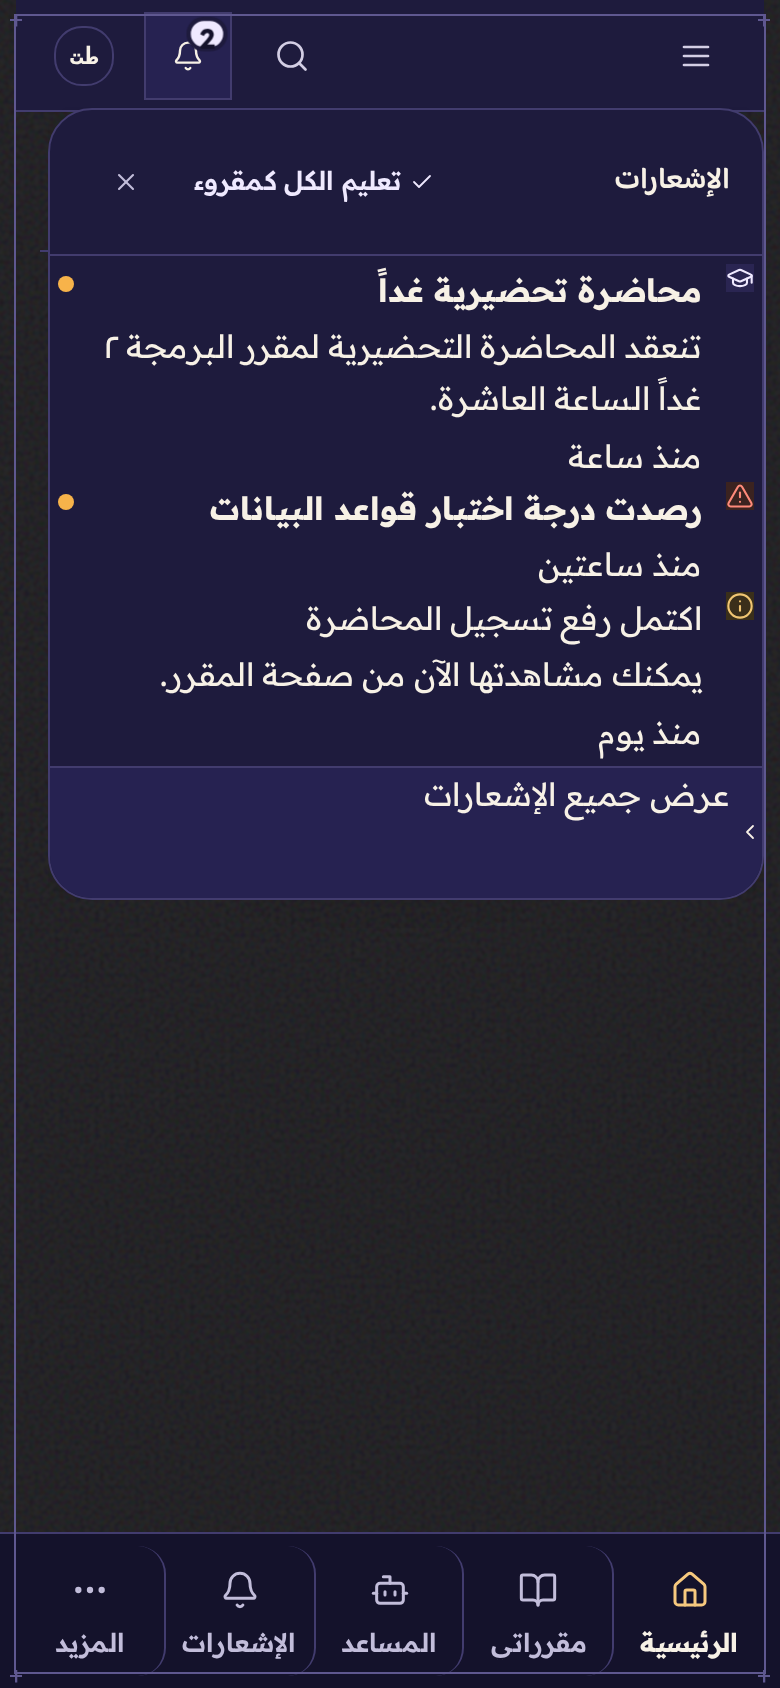 2
طت
الإشعارات
تعليم الكل كمقروء
محاضرة تحضيرية غداً
تنعقد المحاضرة التحضيرية لمقرر البرمجة ٢
غداً الساعة العاشرة.
منذ ساعة
رصدت درجة اختبار قواعد البيانات
منذ ساعتين
اكتمل رفع تسجيل المحاضرة
يمكنك مشاهدتها الآن من صفحة المقرر.
منذ يوم
عرض جميع الإشعارات
الرئيسية
مقرراتي
المساعد
الإشعارات
المزيد